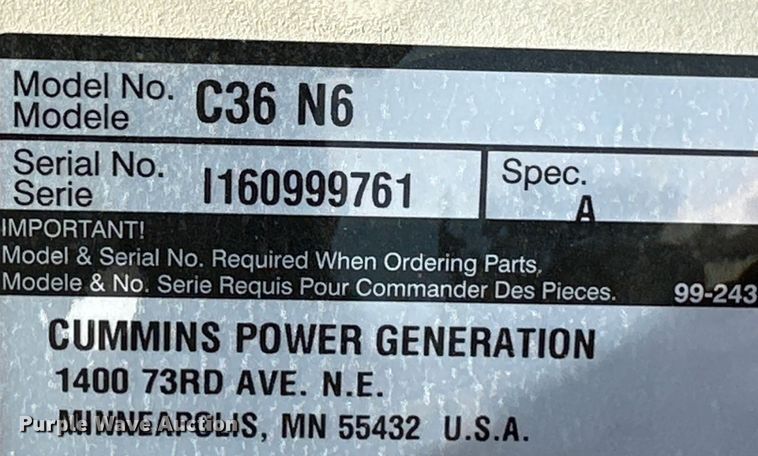 Model No.
Modele
C36 N6
Serial No.
Serie
I160999761
Spec.
A
IMPORTANT!
Model & Serial No. Required When Ordering Parts.
Modele & No. Serie Requis Pour Commander Des Pieces.
99-243
CUMMINS POWER GENERATION
1400 73RD AVE. N.E.
MINNEAPOLIS, MN 55432 U.S.A.
Purple Wave Auction